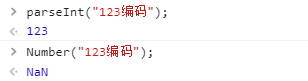 > parseInt("123编码");
< 123
> Number("123编码");
< NaN